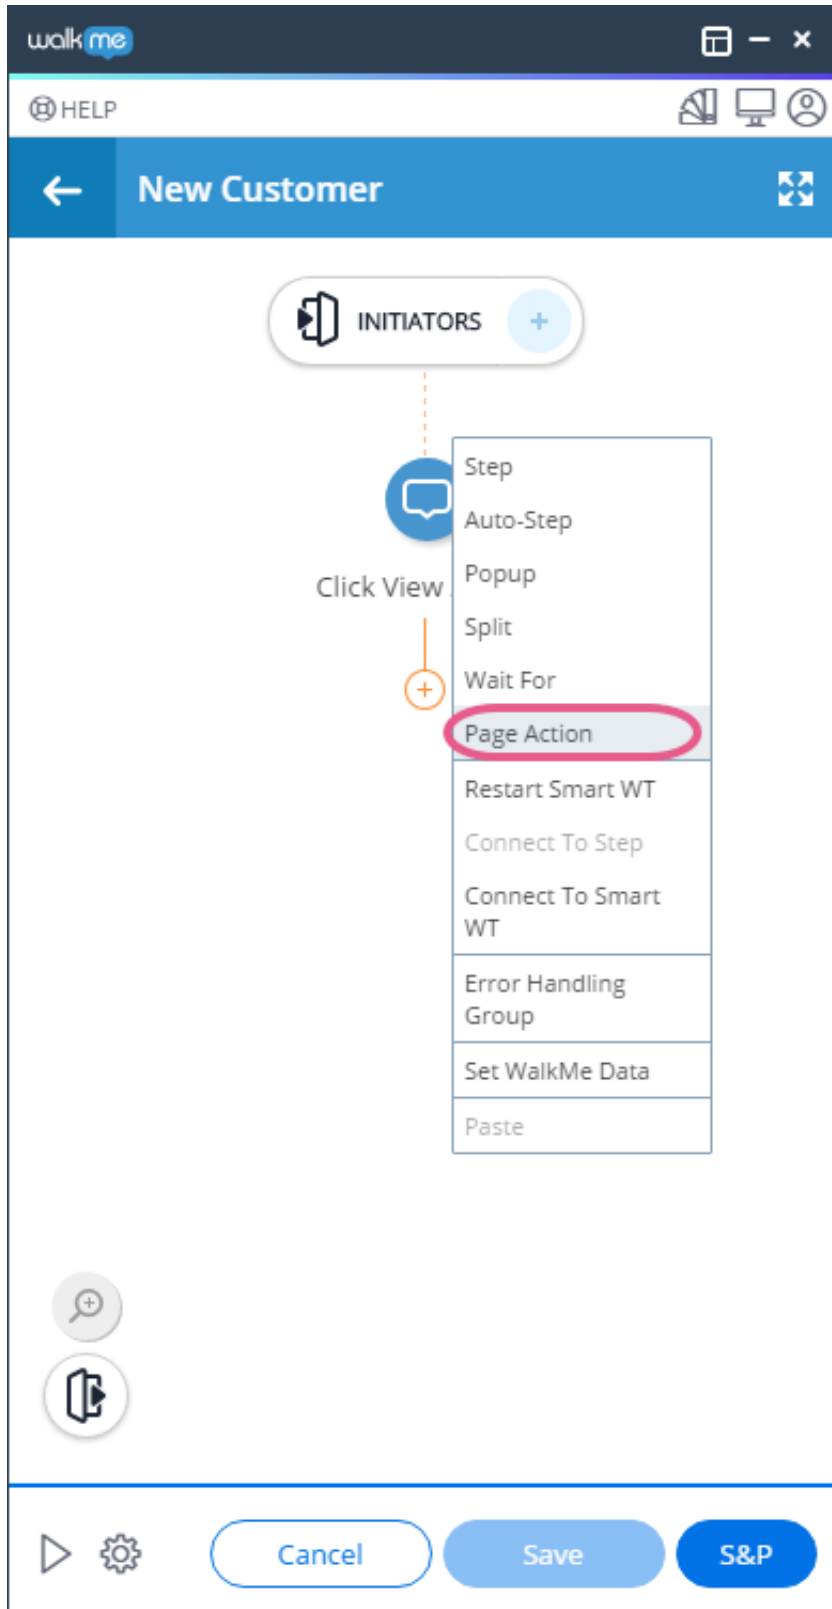 walkme
HELP
New Customer
INITIATORS
Step
Auto-Step
Click View
Popup
Split
Wait For
Page Action
Restart Smart WT
Connect To Step
Connect To Smart
WT
Error Handling
Group
Set WalkMe Data
Paste
Cancel
Save
S&P